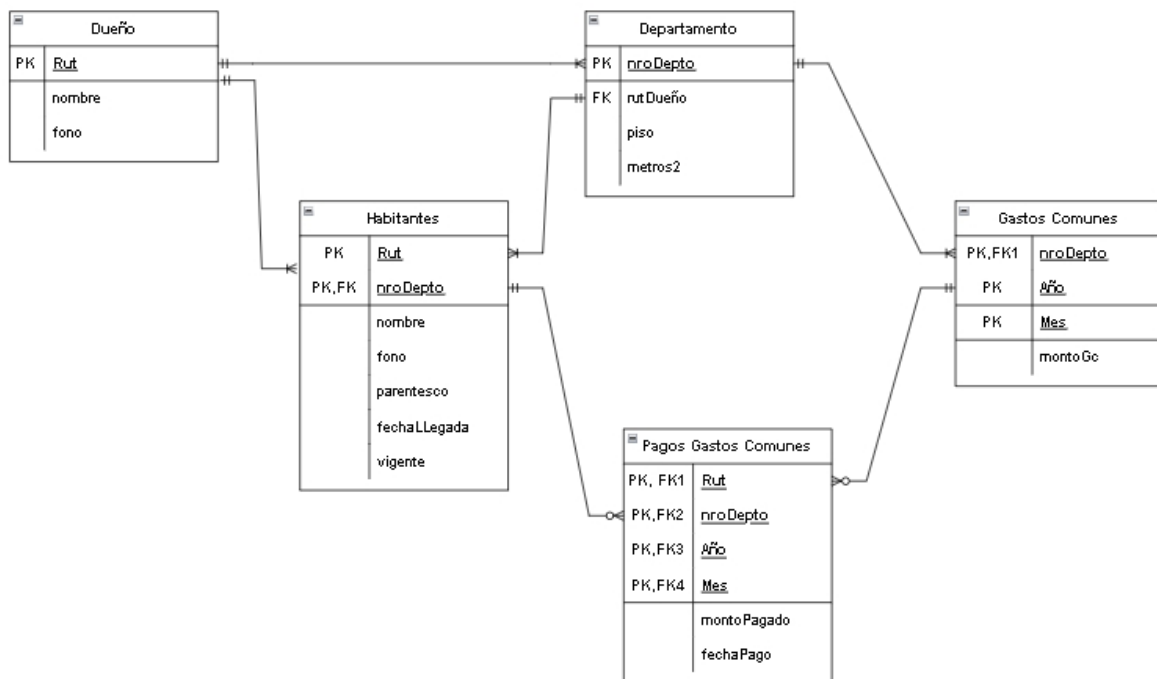 Dueño
PK Rut
nombre
fono
Departamento
PK nroDepto
FK rutDueño
piso
metros2
Habitantes
PK Rut
PK,FK nroDepto
nombre
fono
parentesco
fechaLLegada
vigente
Gastos Comunes
PK,FK1 nroDepto
PK Año
PK Mes
montoGc
Pagos Gastos Comunes
PK, FK1 Rut
PK,FK2 nroDepto
PK,FK3 Año
PK,FK4 Mes
montoPagado
fechaPago